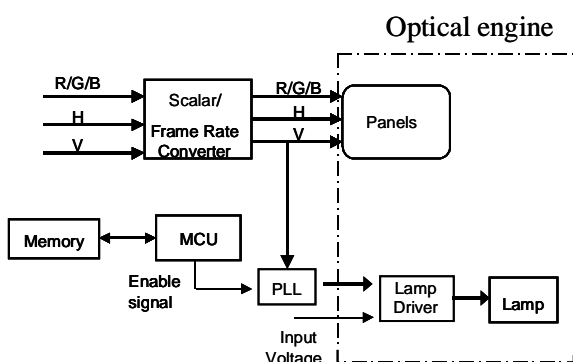 Optical engine
R/G/B
H
V
Scalar/
Frame Rate
Converter
R/G/B
H
V
Panels
Memory
MCU
Enable
signal
PLL
Lamp
Driver
Lamp
Input
Voltage